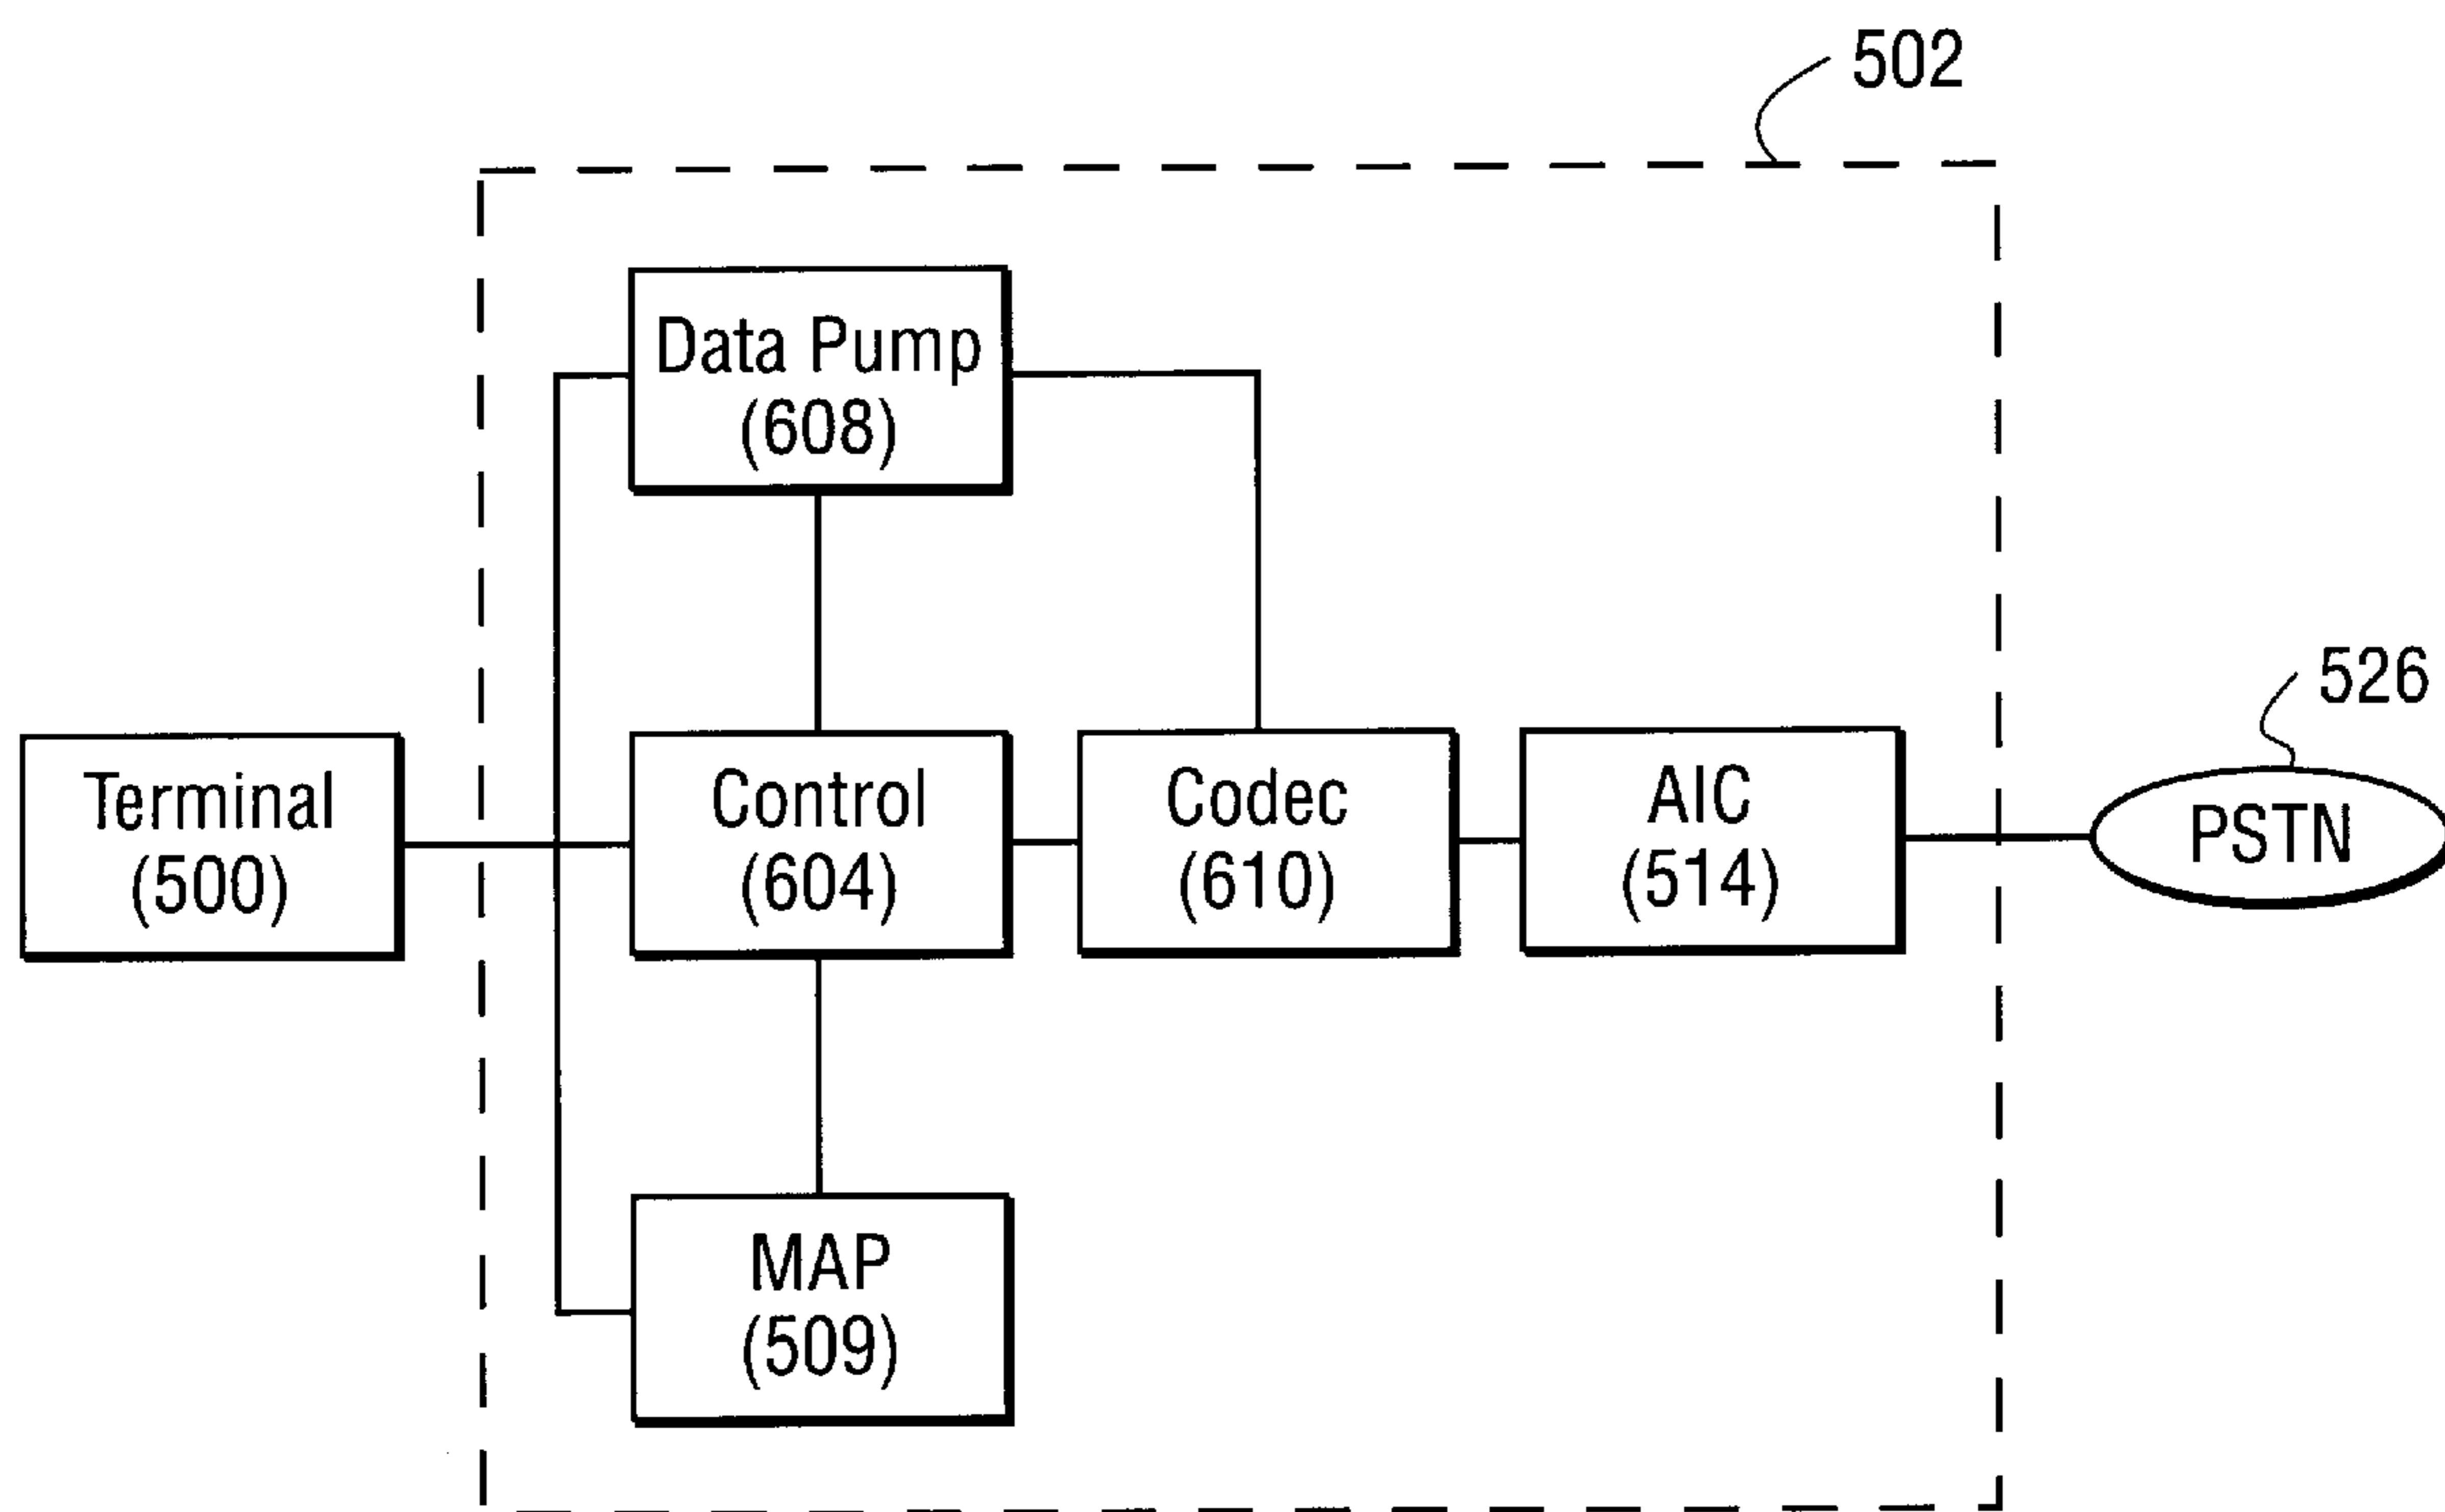 502
Data Pump
(608)
526
Terminal
(500)
Control
(604)
Codec
(610)
AIC
(514)
PSTN
MAP
(509)